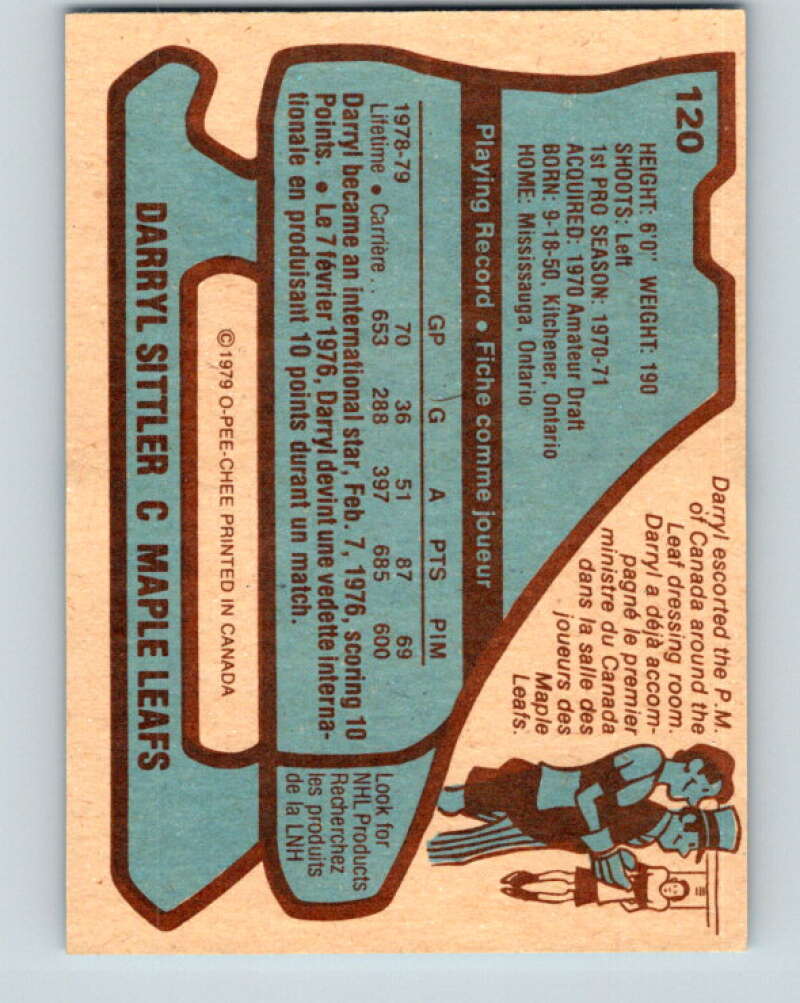 120
HEIGHT: 6'0" WEIGHT: 190
SHOOTS: Left
1st PRO SEASON: 1970-71
ACQUIRED: 1970 Amateur Draft
BORN: 9-18-50, Kitchener, Ontario
HOME: Mississauga, Ontario
Darryl escorted the P.M.
of Canada around the
Leaf dressing room.
Darryl a déjà accom-
pagné le premier
ministre du Canada
dans la salle des
joueurs des
Maple
Leafs.
Playing Record • Fiche comme joueur
GP G A PTS PIM
1978-79 70 36 51 87 69
Lifetime • Carrière . . 653 288 397 685 600
Darryl became an international star, Feb. 7, 1976, scoring 10
Points. • Le 7 février 1976, Darryl devint une vedette interna-
tionale en produisant 10 points durant un match.
Look for
NHL Products
Recherchez
les produits
de la LNH
©1979 O-PEE-CHEE PRINTED IN CANADA
DARRYL SITTLER C MAPLE LEAFS